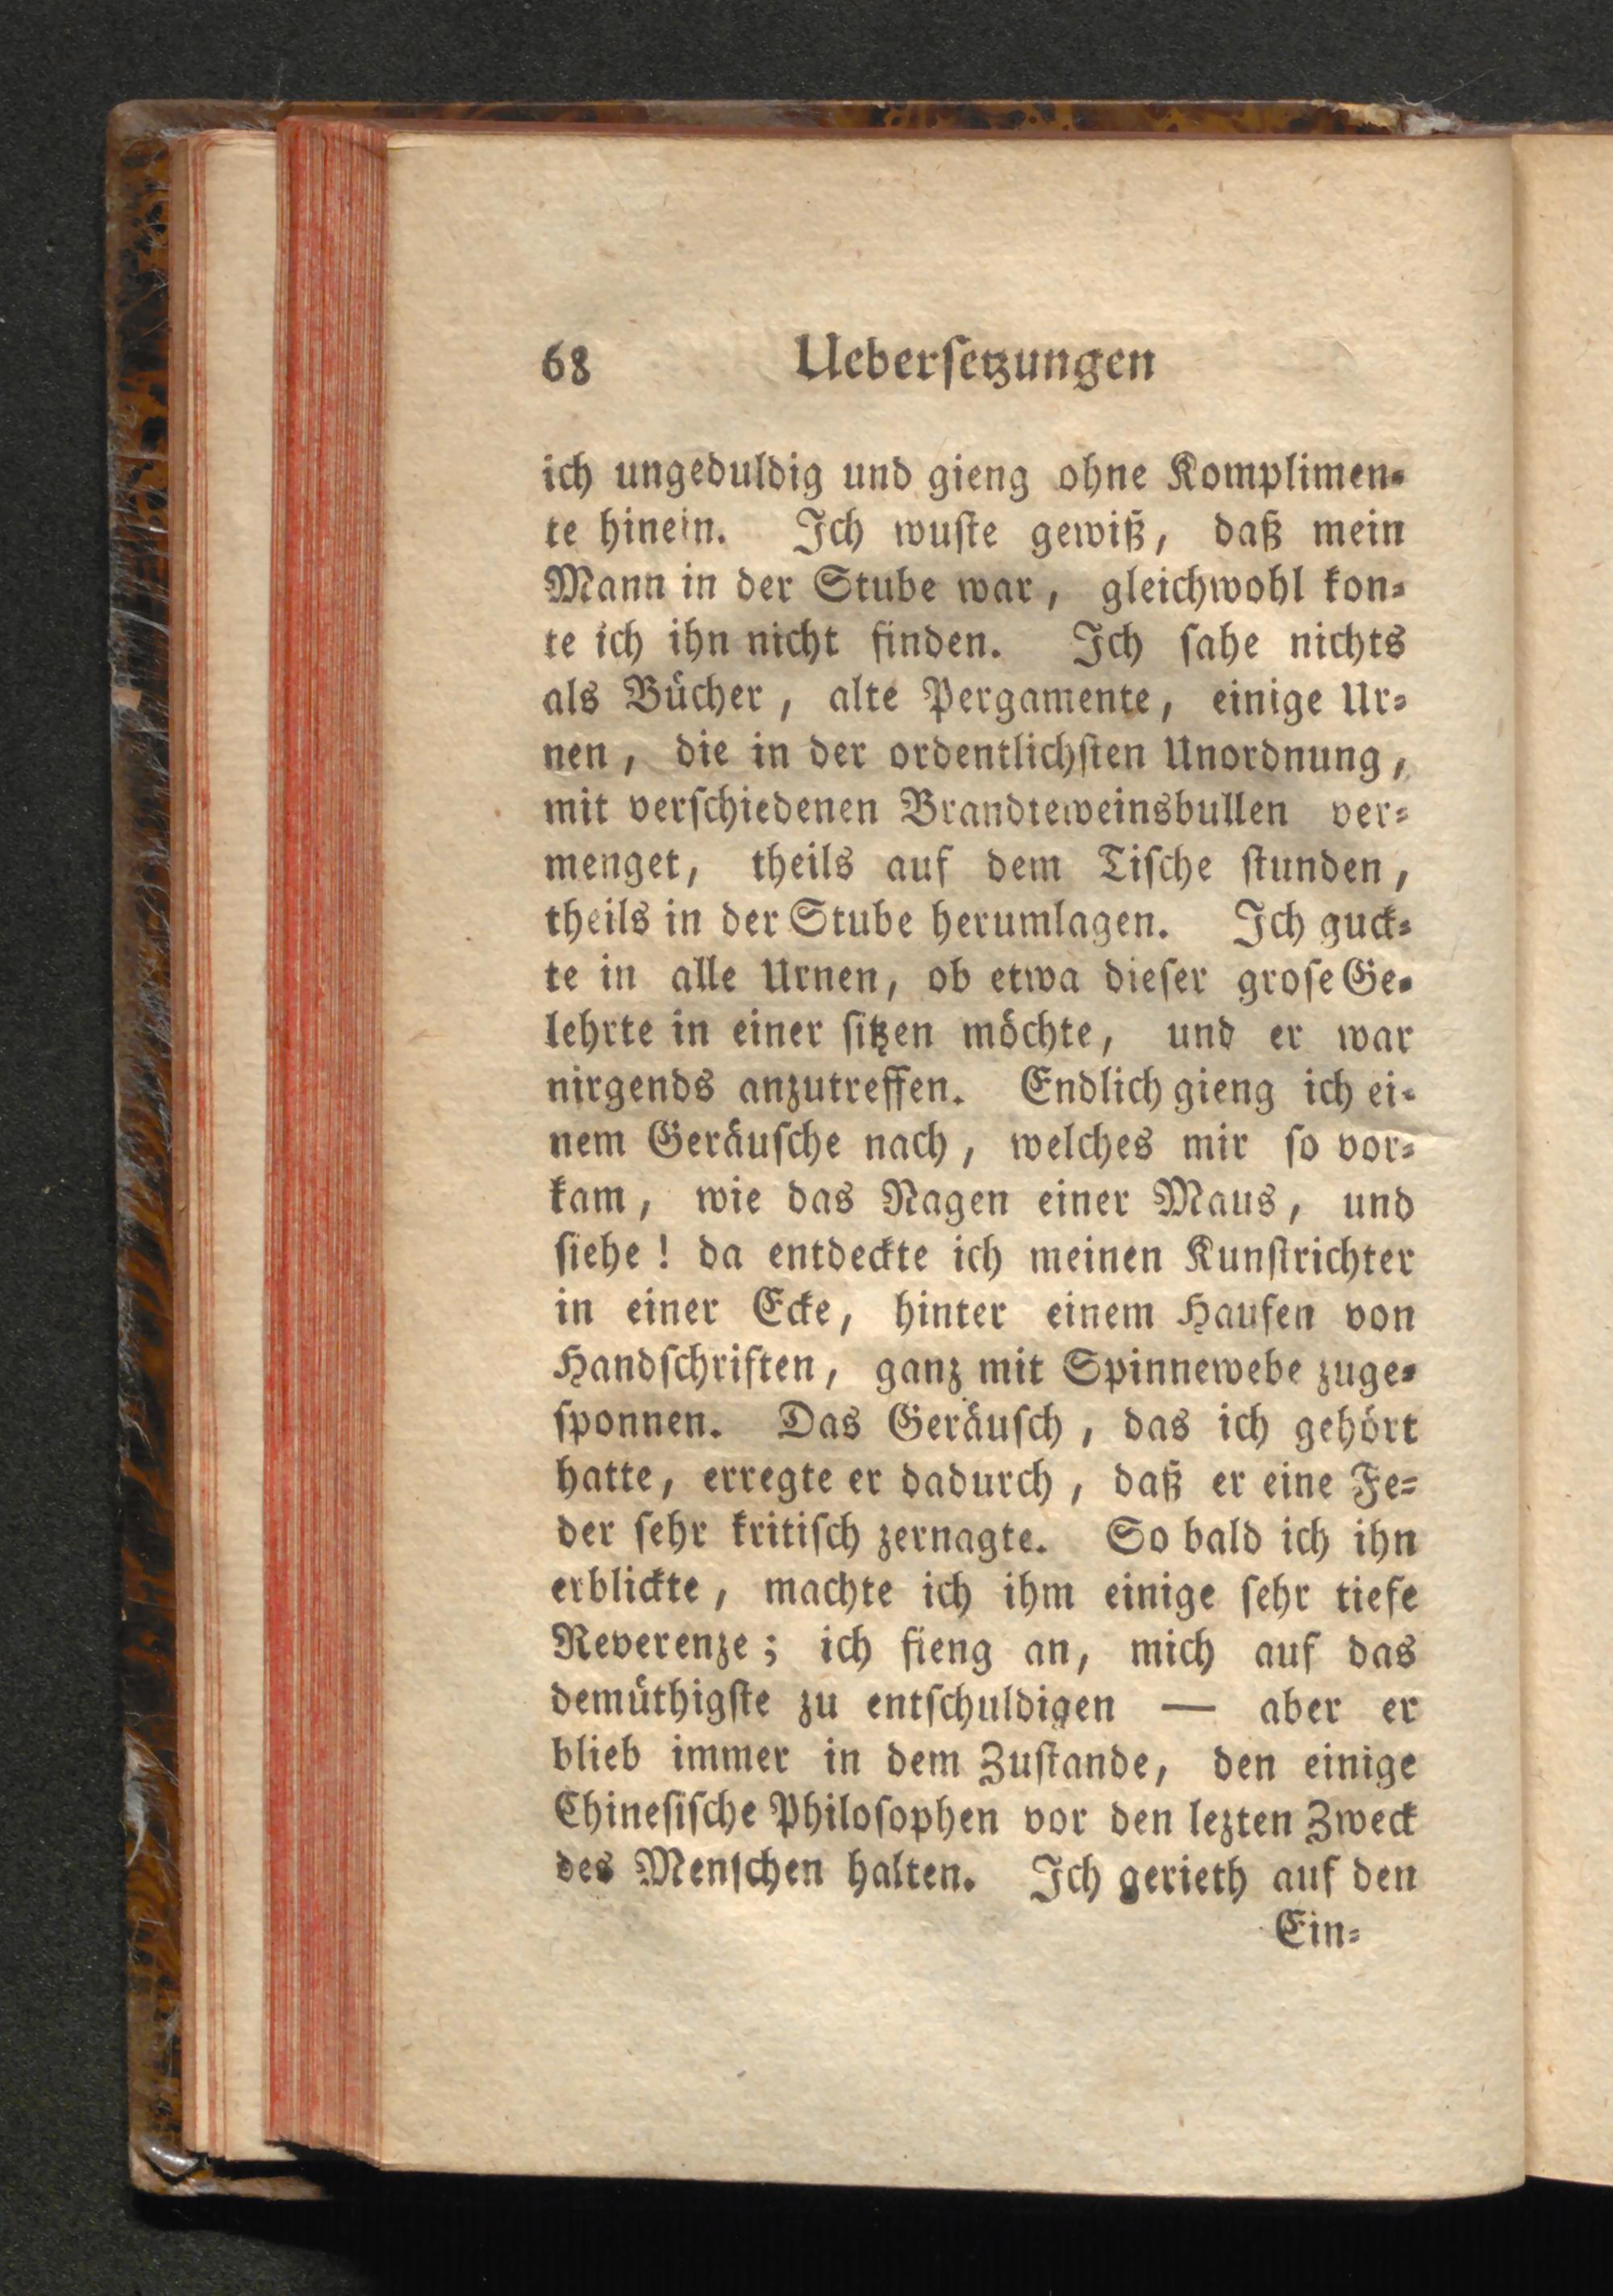 68 Ueberſetzungen
ich ungeduldig und gieng ohne Komplimen⸗
te hinein. Ich wuſte gewiß, daß mein
Mann in der Stube war, gleichwohl kon⸗
te ich ihn nicht finden. Ich ſahe nichts
als Bücher, alte Pergamente, einige Ur⸗
nen, die in der ordentlichſten Unordnung,
mit verſchiedenen Brandteweinsbullen ver⸗
menget, theils auf dem Tiſche ſtunden,
theils in der Stube herumlagen. Ich guck⸗
te in alle Urnen, ob etwa dieſer groſe Ge⸗
lehrte in einer ſitzen möchte, und er war
nirgends anzutreffen. Endlich gieng ich ei⸗
nem Geräuſche nach, welches mir ſo vor⸗
kam, wie das Nagen einer Maus, und
ſiehe! da entdeckte ich meinen Kunſtrichter
in einer Ecke, hinter einem Haufen von
Handſchriften, ganz mit Spinnewebe zuge⸗
ſponnen. Das Geräuſch, das ich gehört
hatte, erregte er dadurch, daß er eine Fe⸗
der ſehr kritiſch zernagte. So bald ich ihn
erblickte, machte ich ihm einige ſehr tiefe
Reverenze; ich fieng an, mich auf das
demüthigſte zu entſchuldigen — aber er
blieb immer in dem Zuſtande, den einige
Chineſiſche Philoſophen vor den lezten Zweck
des Menſchen halten. Ich gerieth auf den
Ein⸗